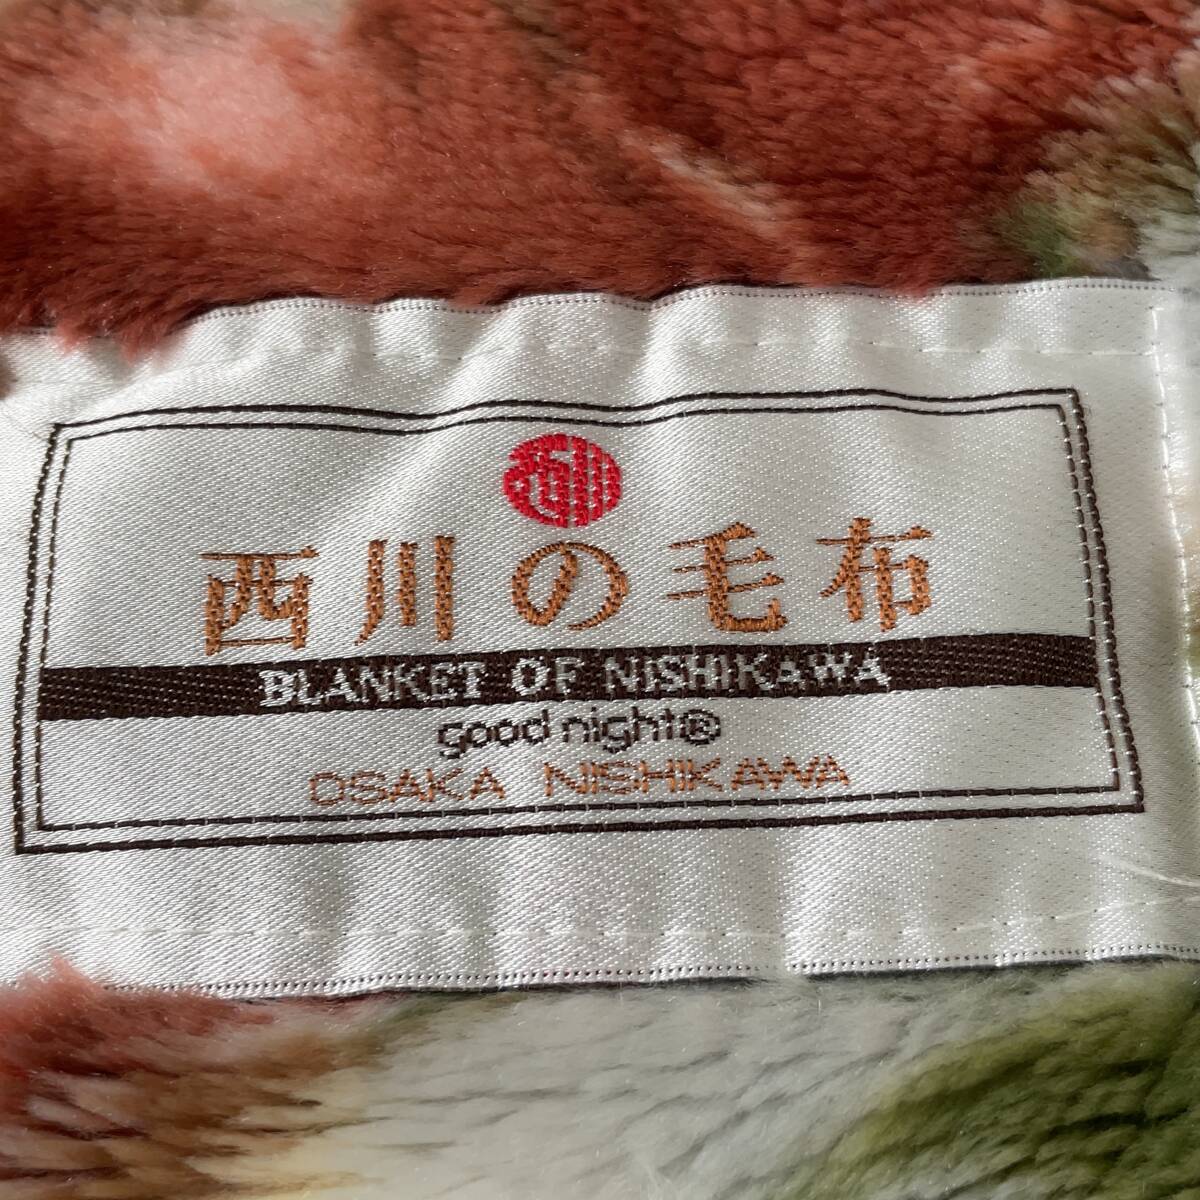 西川の毛布
BLANKET OF NISHIKAWA
good night®
OSAKA NISHIKAWA